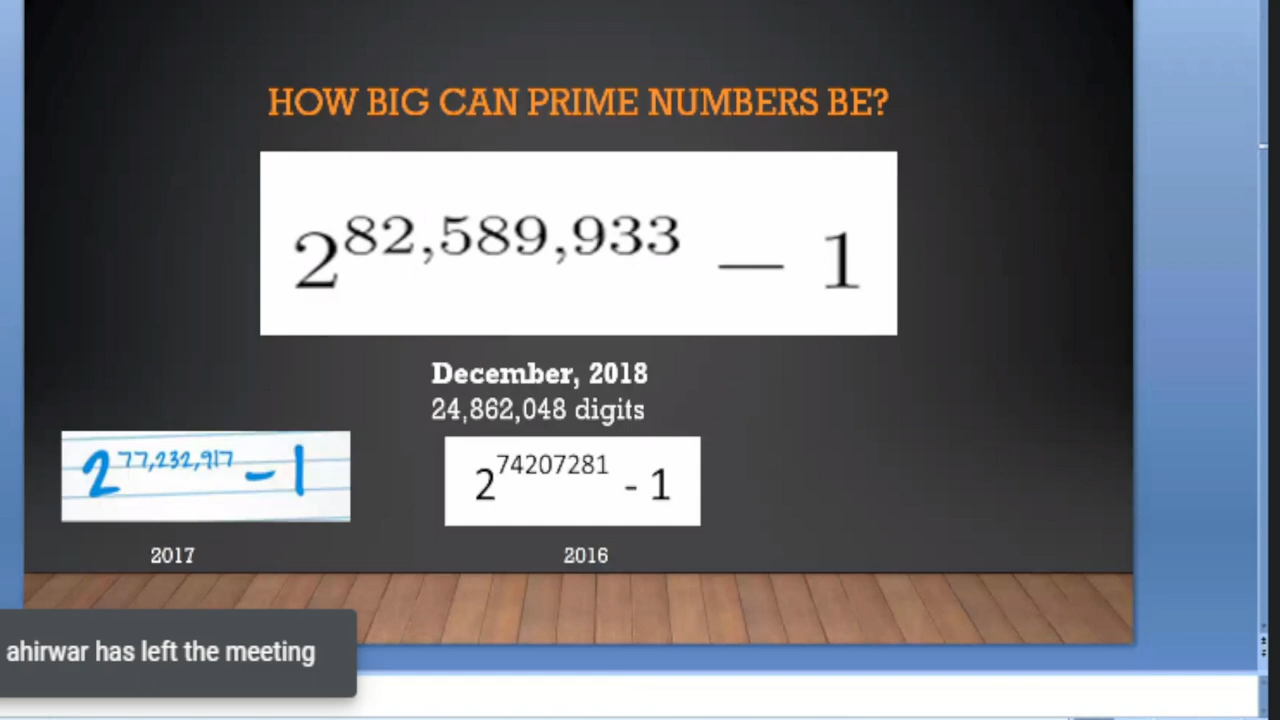 HOW BIG CAN PRIME NUMBERS BE?
2^82,589,933 − 1
December, 2018
24,862,048 digits
2^77,232,917 - 1
2^74207281 - 1
2017
2016
ahirwar has left the meeting